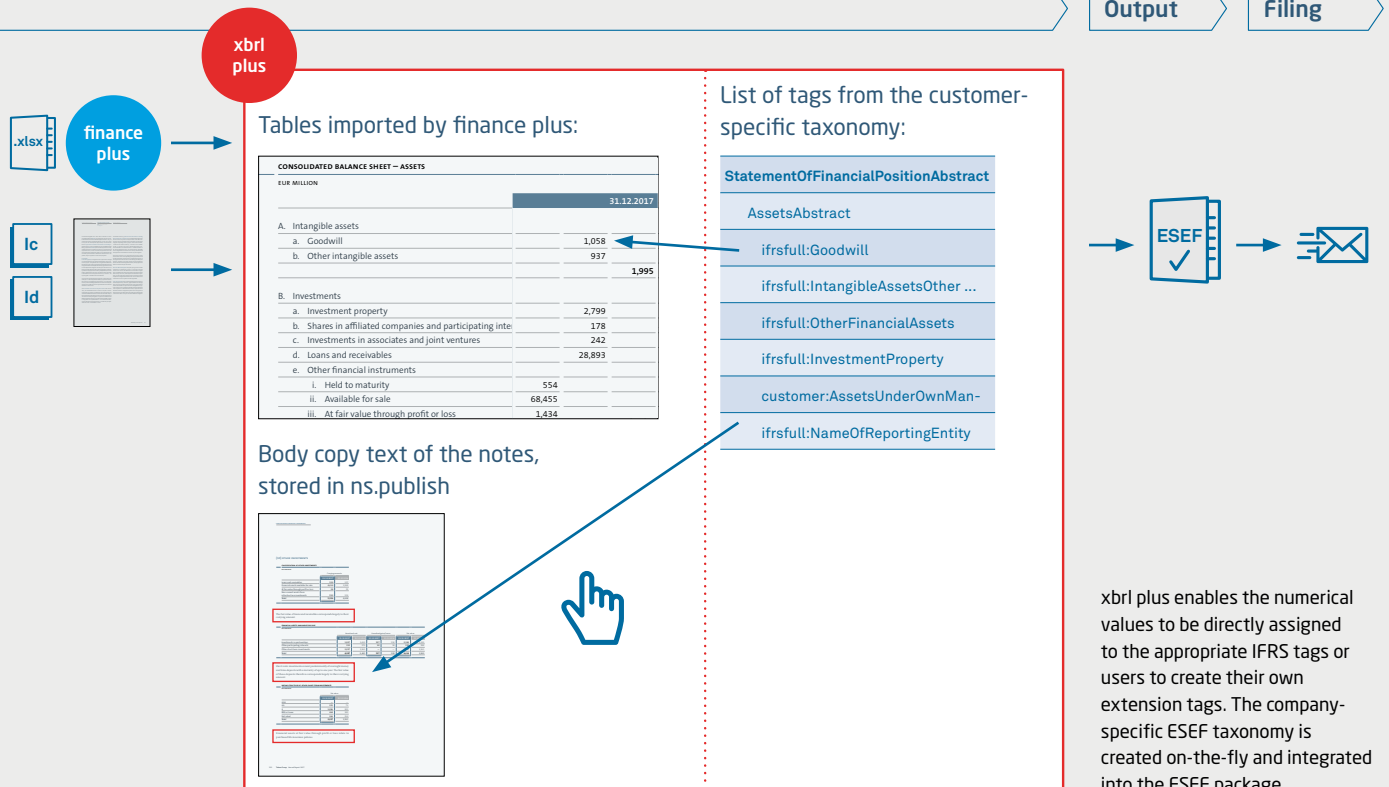 Output
Filing
xbrl
plus
.xlsx
finance
plus
Ic
Id
Tables imported by finance plus:
CONSOLIDATED BALANCE SHEET — ASSETS
EUR MILLION
31.12.2017
A. Intangible assets
a. Goodwill 1,058
b. Other intangible assets 937
1,995
B. Investments
a. Investment property 2,799
b. Shares in affiliated companies and participating inte 178
c. Investments in associates and joint ventures 242
d. Loans and receivables 28,893
e. Other financial instruments
i. Held to maturity 554
ii. Available for sale 68,455
iii. At fair value through profit or loss 1,434
Body copy text of the notes,
stored in ns.publish
List of tags from the customer-
specific taxonomy:
StatementOfFinancialPositionAbstract
AssetsAbstract
ifrsfull:Goodwill
ifrsfull:IntangibleAssetsOther ...
ifrsfull:OtherFinancialAssets
ifrsfull:InvestmentProperty
customer:AssetsUnderOwnMan-
ifrsfull:NameOfReportingEntity
ESEF
xbrl plus enables the numerical
values to be directly assigned
to the appropriate IFRS tags or
users to create their own
extension tags. The company-
specific ESEF taxonomy is
created on-the-fly and integrated
into the ESEF package